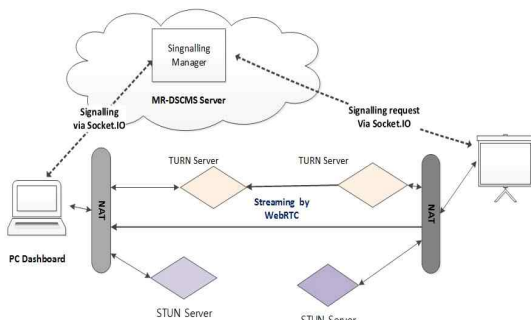 Singnalling
Manager
MR-DSCMS Server
Signalling
via Socket.IO
Signalling request
Via Socket.IO
TURN Server
TURN Server
Streaming by
WebRTC
NAT
NAT
PC Dashboard
STUN Server
STUN Server